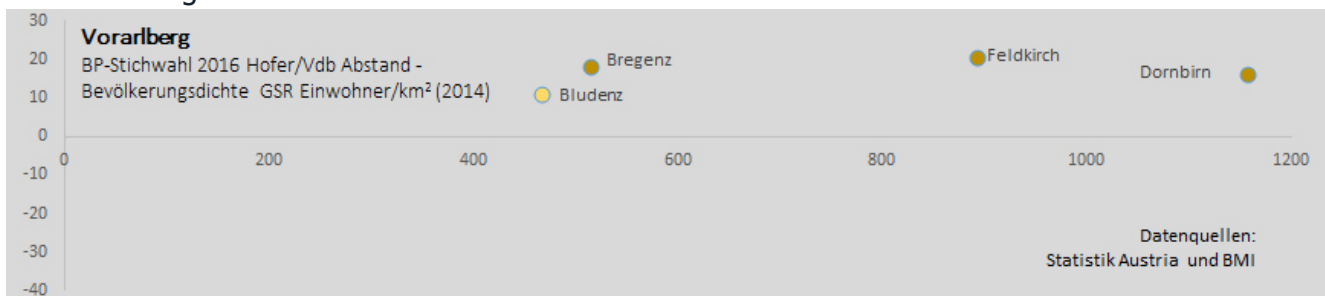 30
Vorarlberg
20
BP-Stichwahl 2016 Hofer/Vdb Abstand -
Bregenz
Feldkirch
Dornbirn
10
Bevölkerungsdichte GSR Einwohner/km² (2014)
Bludenz
0
0 200 400 600 800 1000 1200
-10
-20
Datenquellen:
-30
Statistik Austria und BMI
-40